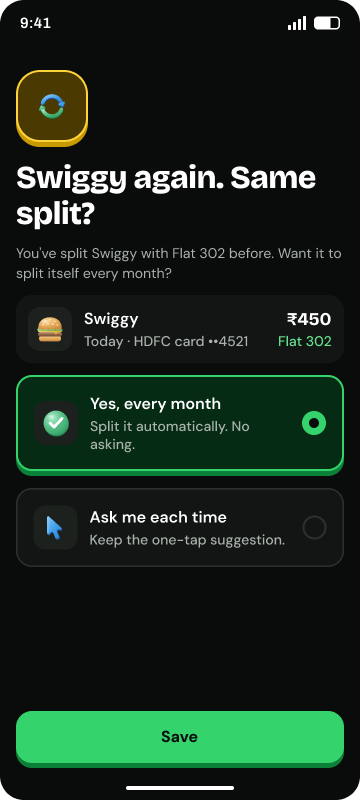 9:41
Swiggy again. Same
split?
You've split Swiggy with Flat 302 before. Want it to
split itself every month?
Swiggy
₹450
Today · HDFC card ••4521
Flat 302
Yes, every month
Split it automatically. No
asking.
Ask me each time
Keep the one-tap suggestion.
Save